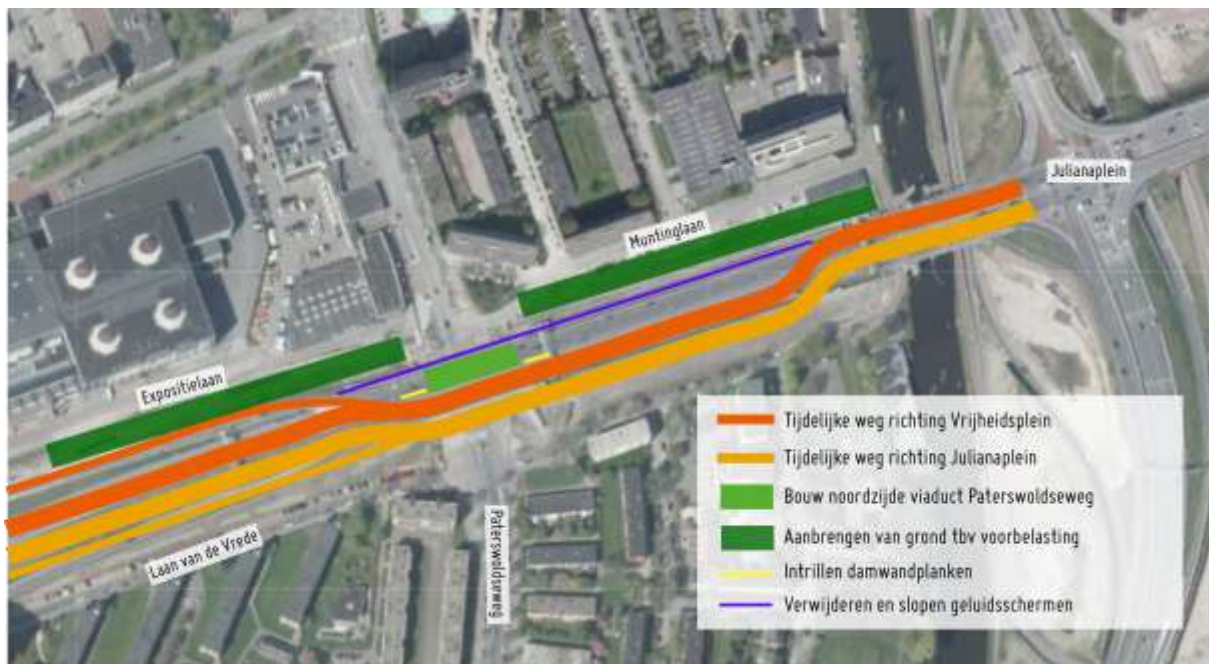 Julianaplein
Muntinglaan
Expositielaan
Laan van de Vrede
Paterswoldseweg
Tijdelijke weg richting Vrijheidsplein
Tijdelijke weg richting Julianaplein
Bouw noordzijde viaduct Paterswoldseweg
Aanbrengen van grond tbv voorbelasting
Intrillen damwandplanken
Verwijderen en slopen geluidsschermen